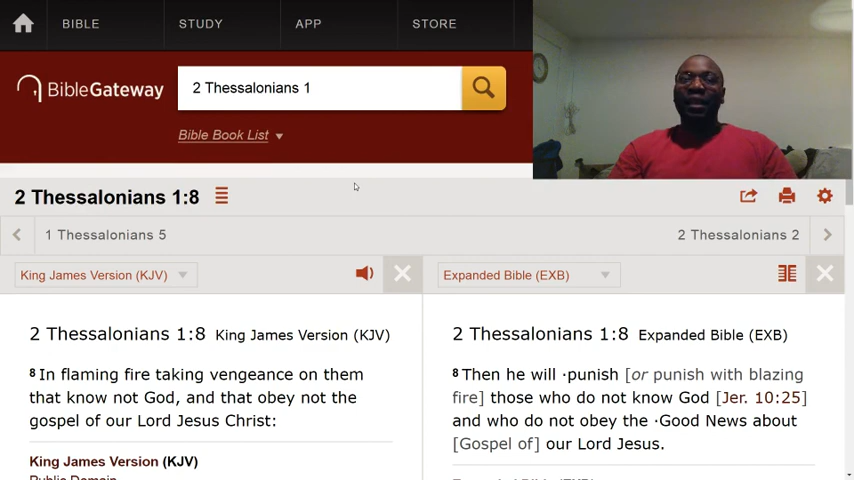 BIBLE STUDY APP STORE
BibleGateway
2 Thessalonians 1
Bible Book List
2 Thessalonians 1:8
1 Thessalonians 5
2 Thessalonians 2
King James Version (KJV)
Expanded Bible (EXB)
2 Thessalonians 1:8 King James Version (KJV)
8 In flaming fire taking vengeance on them
that know not God, and that obey not the
gospel of our Lord Jesus Christ:
King James Version (KJV)
Public Domain
2 Thessalonians 1:8 Expanded Bible (EXB)
8 Then he will ·punish [or punish with blazing
fire] those who do not know God [Jer. 10:25]
and who do not obey the ·Good News about
[Gospel of] our Lord Jesus.